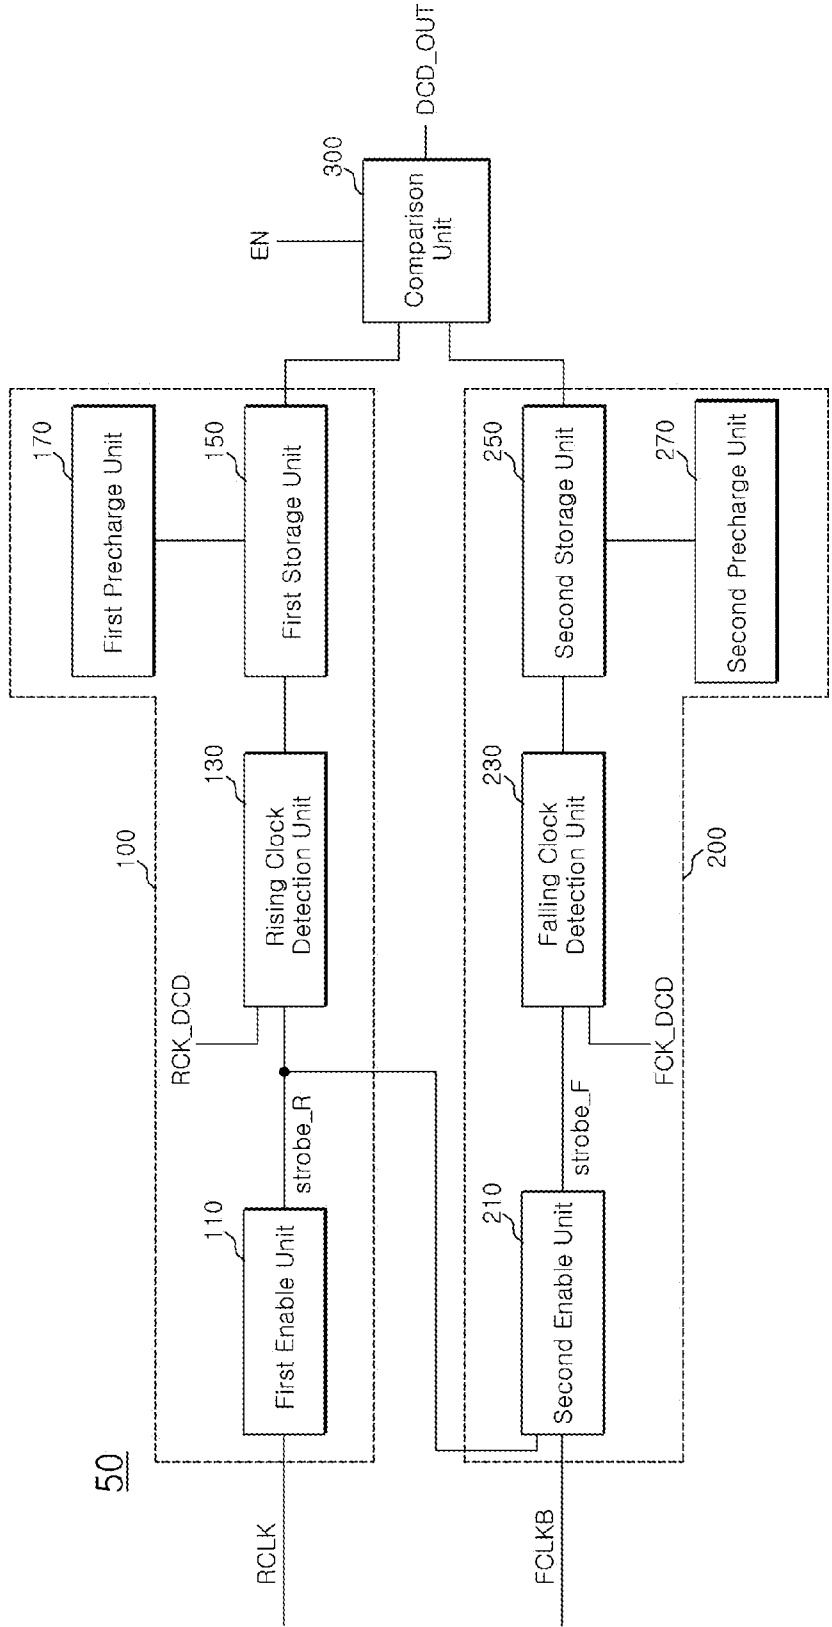 50
RCLK
110
First Enable Unit
strobe_R
100
RCK_DCD
130
Rising Clock
Detection Unit
170
First Precharge Unit
150
First Storage Unit
EN
300
Comparison
Unit
DCD_OUT
FCLKB
210
Second Enable Unit
strobe_F
FCK_DCD
230
Falling Clock
Detection Unit
200
250
Second Storage Unit
270
Second Precharge Unit